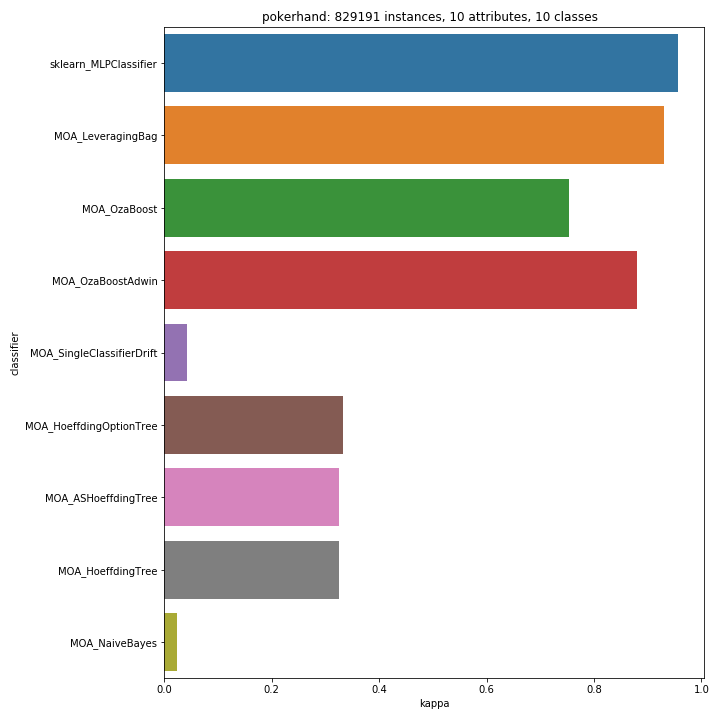 pokerhand: 829191 instances, 10 attributes, 10 classes
classifier
sklearn_MLPClassifier
MOA_LeveragingBag
MOA_OzaBoost
MOA_OzaBoostAdwin
MOA_SingleClassifierDrift
MOA_HoeffdingOptionTree
MOA_ASHoeffdingTree
MOA_HoeffdingTree
MOA_NaiveBayes
0.0 0.2 0.4 0.6 0.8 1.0
kappa